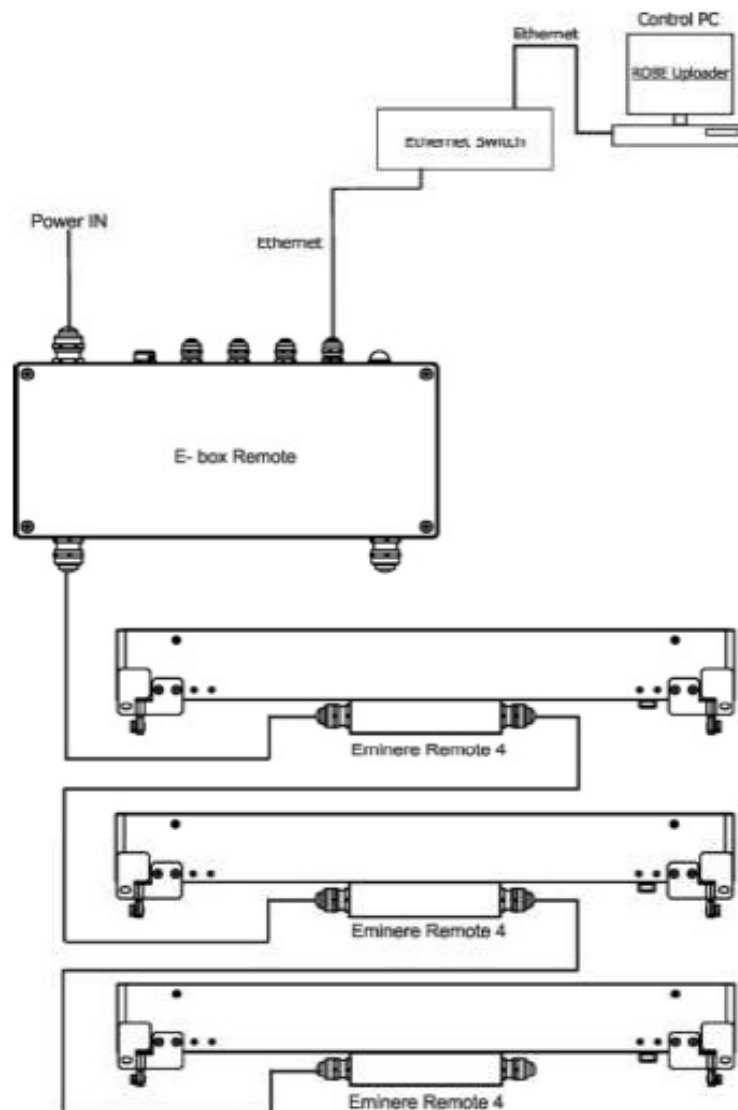 Control PC
Ethernet
ROBE Uploader
Ethernet Switch
Power IN
Ethernet
E- box Remote
Eminere Remote 4
Eminere Remote 4
Eminere Remote 4